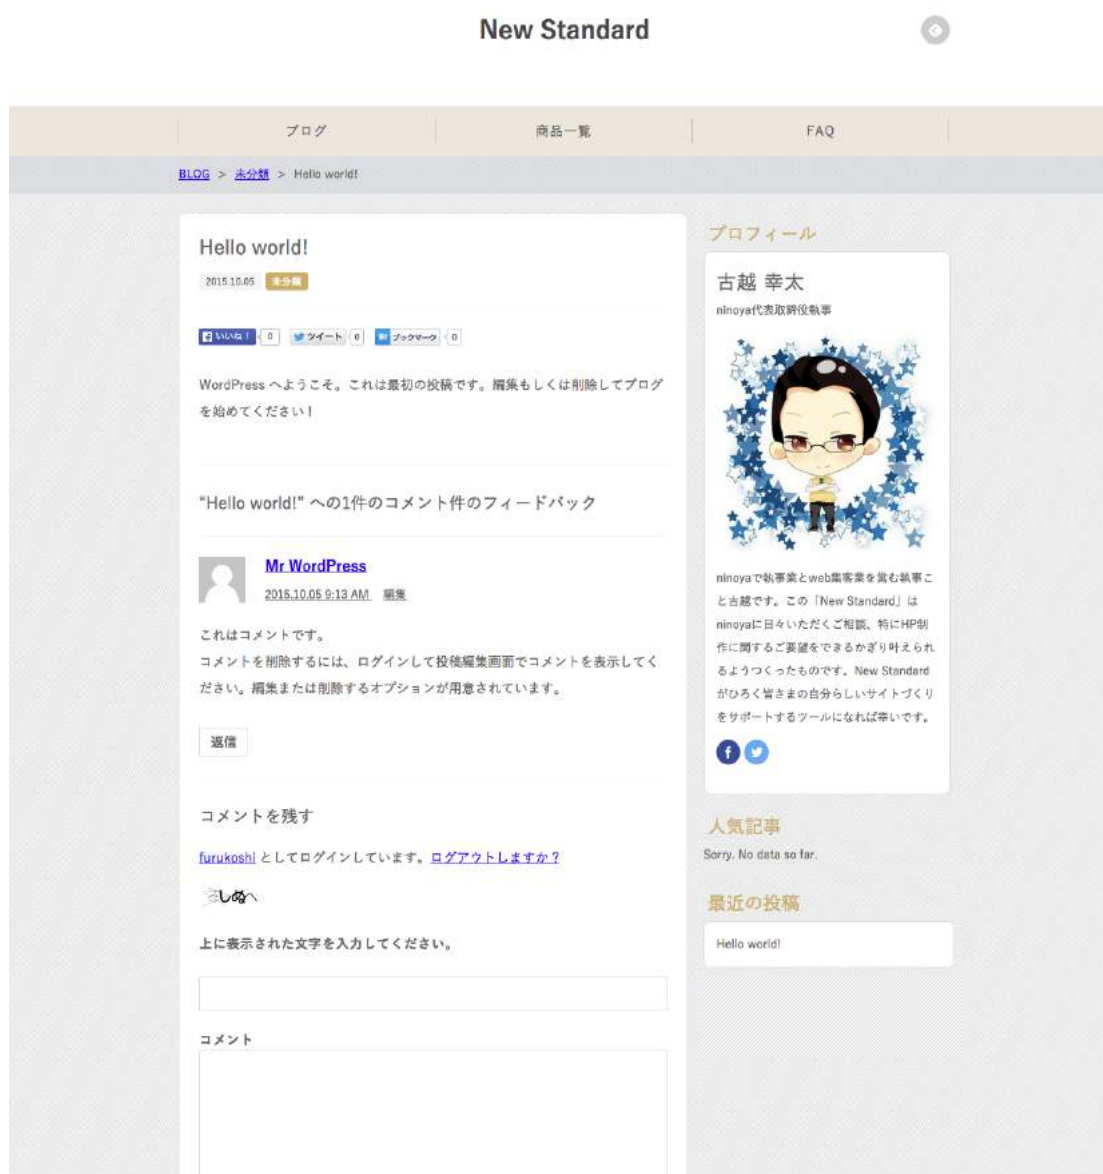 New Standard
ブログ
商品一覧
FAQ
BLOG > 未分類 > Hello world!
Hello world!
2015.10.05 未分類
いいね! 0 ツイート 0 ブックマーク 0
WordPress へようこそ。これは最初の投稿です。編集もしくは削除してブログ
を始めてください！
“Hello world!” への1件のコメント件のフィードバック
Mr WordPress
2015.10.05 9:13 AM 編集
これはコメントです。
コメントを削除するには、ログインして投稿編集画面でコメントを表示してく
ださい。編集または削除するオプションが用意されています。
返信
コメントを残す
furukoshi としてログインしています。ログアウトしますか？
しぬへ
上に表示された文字を入力してください。
コメント
プロフィール
古越 幸太
ninoya代表取締役執事
ninoyaで執事業とweb集客業を営む執事こ
と古越です。この「New Standard」は
ninoyaに日々いただくご相談、特にHP制
作に関するご要望をできるかぎり叶えられ
るようつくったものです。New Standard
がひろく皆さまの自分らしいサイトづくり
をサポートするツールになれば幸いです。
人気記事
Sorry. No data so far.
最近の投稿
Hello world!